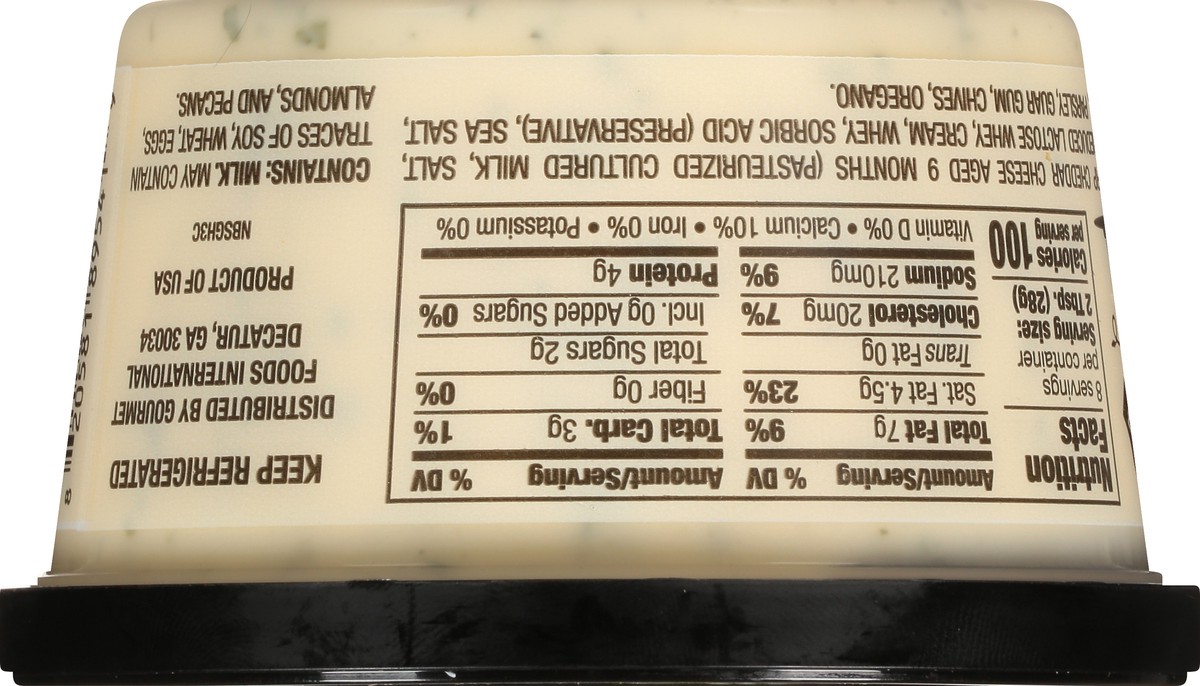 KEEP REFRIGERATED
DISTRIBUTED BY GOURMET
FOODS INTERNATIONAL
DECATUR, GA 30034
PRODUCT OF USA
NBSGH3C
CONTAINS: MILK. MAY CONTAIN
TRACES OF SOY, WHEAT, EGGS,
ALMONDS, AND PECANS.
Nutrition
Facts
8 servings
per container
Serving size:
2 Tbsp. (28g)
Calories 100
per serving
Amount/Serving % DV
Total Fat 7g 9%
Sat. Fat 4.5g 23%
Trans Fat 0g
Cholesterol 20mg 7%
Sodium 210mg 9%
Amount/Serving % DV
Total Carb. 3g 1%
Fiber 0g 0%
Total Sugars 2g
Incl. 0g Added Sugars 0%
Protein 4g
Vitamin D 0% • Calcium 10% • Iron 0% • Potassium 0%
CHEDDAR CHEESE AGED 9 MONTHS (PASTEURIZED CULTURED MILK, SALT,
LACTOSE WHEY, CREAM, WHEY, SORBIC ACID (PRESERVATIVE), SEA SALT,
PARSLEY, GUAR GUM, CHIVES, OREGANO.